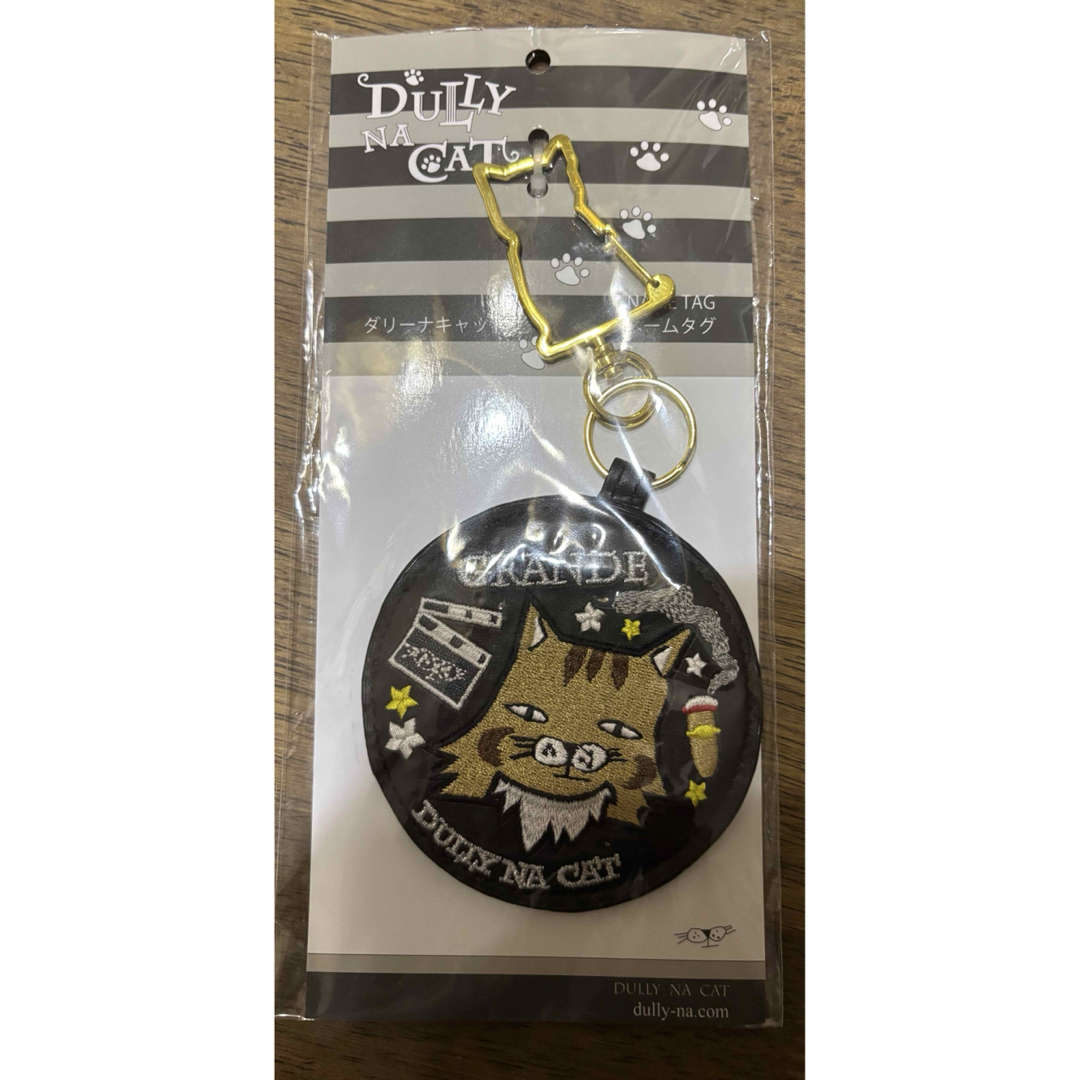 DULLY
NA
CAT
TAG
ダリーナキャット
ームタグ
GRANDE
DULLY NA CAT
DULLY NA CAT
dully-na.com